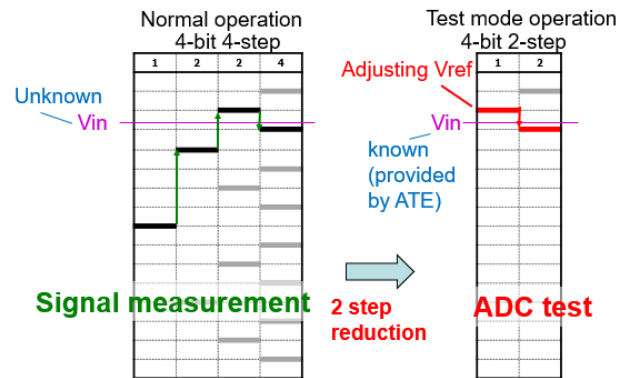 Normal operation
4-bit 4-step
1 2 2 4
Unknown
Vin
Signal measurement
2 step
reduction
Test mode operation
4-bit 2-step
1 2
Adjusting Vref
Vin
known
(provided
by ATE)
ADC test